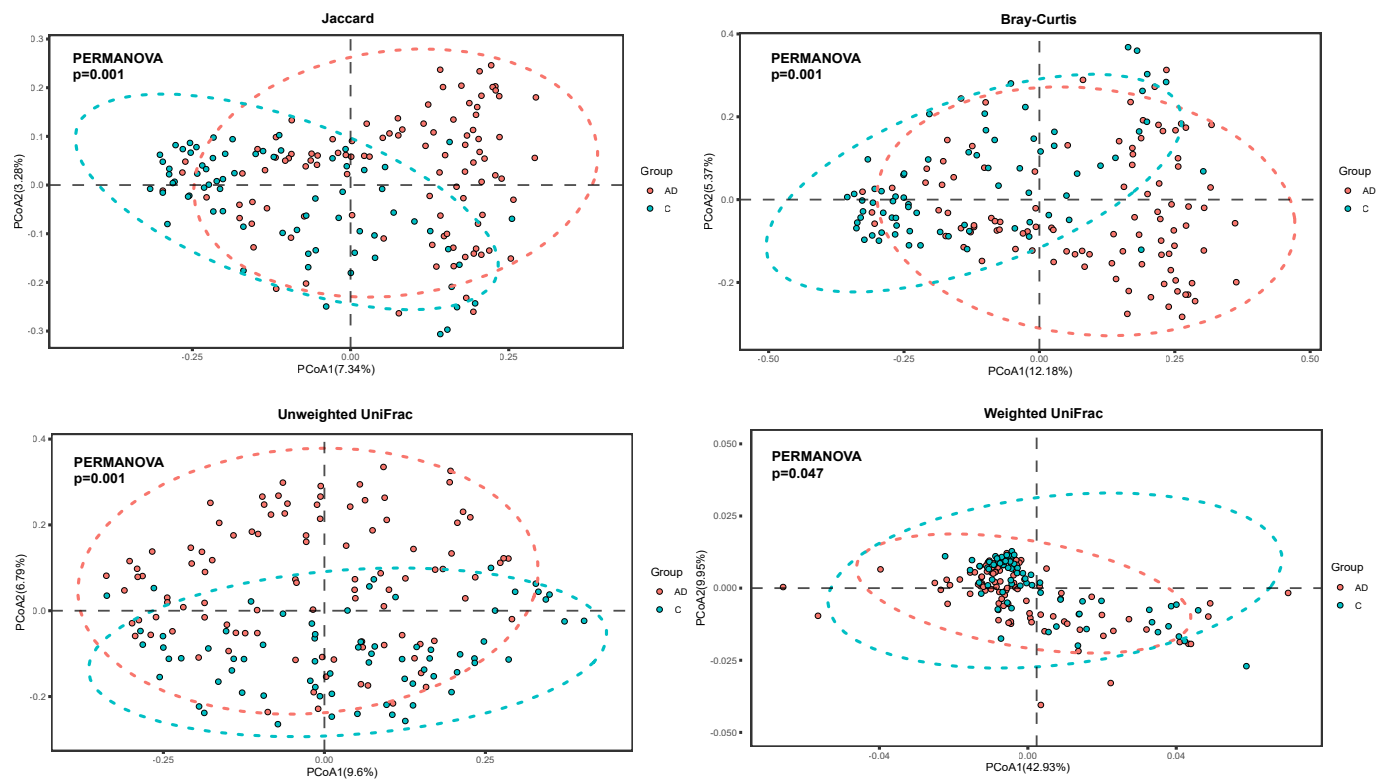 Jaccard
PERMANOVA
p=0.001
0.3
0.2
0.1
0.0
-0.1
-0.2
-0.3
PCoA2(3.28%)
-0.25
0.00
0.25
PCoA1(7.34%)
Group
AD
C
Bray-Curtis
PERMANOVA
p=0.001
0.4
0.2
0.0
-0.2
PCoA2(5.37%)
-0.50
-0.25
0.00
0.25
0.50
PCoA1(12.18%)
Group
AD
C
Unweighted UniFrac
PERMANOVA
p=0.001
0.4
0.2
0.0
-0.2
PCoA2(6.79%)
-0.25
0.00
0.25
PCoA1(9.6%)
Group
AD
C
Weighted UniFrac
PERMANOVA
p=0.047
0.050
0.025
0.000
-0.025
-0.050
PCoA2(9.95%)
-0.04
0.00
0.04
PCoA1(42.93%)
Group
AD
C